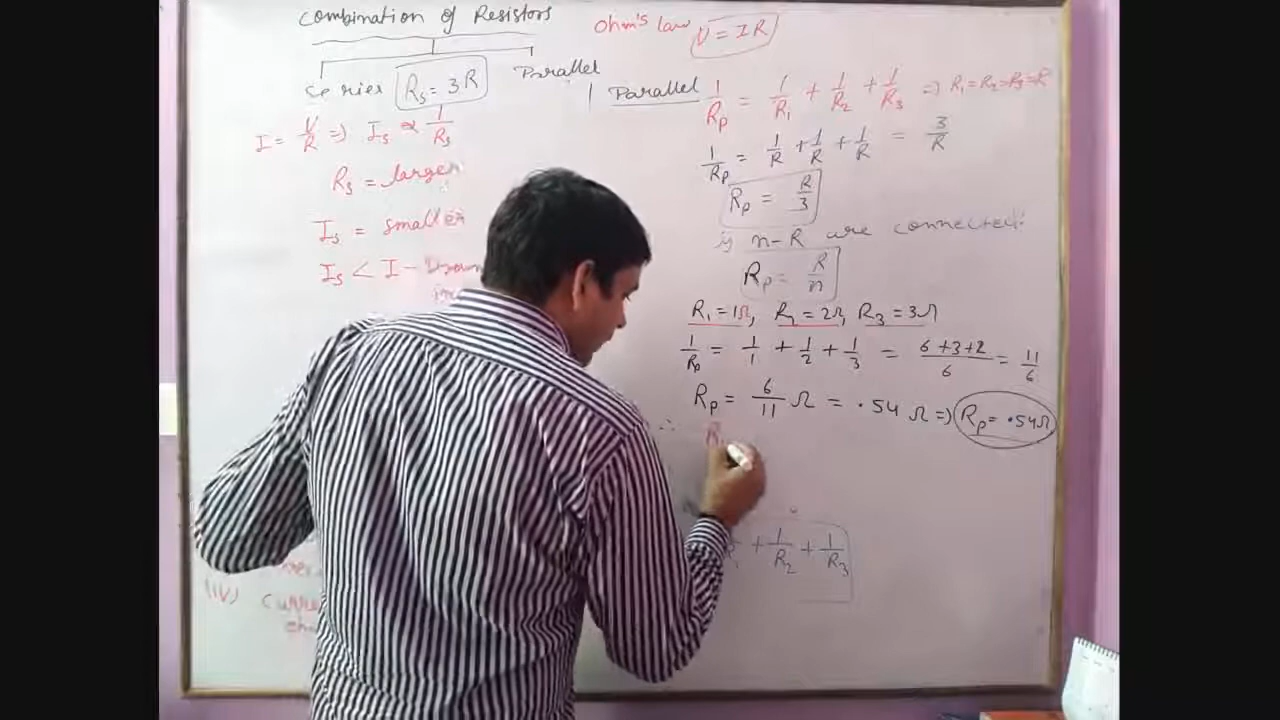 Combination of Resistors
Series Rs = 3R Parallel
I = V/R => Is ∝ 1/Rs
Rs = larger
Is = smaller
Is < I -
(iv) Curre
Ohm's law V = IR
Parallel 1/Rp = 1/R1 + 1/R2 + 1/R3 => R1 = R2 = R3 = R
1/Rp = 1/R + 1/R + 1/R = 3/R
Rp = R/3
if n-R are connected:
Rp = R/n
R1 = 1Ω, R2 = 2Ω, R3 = 3Ω
1/Rp = 1/1 + 1/2 + 1/3 = 6+3+2/6 = 11/6
Rp = 6/11 Ω = .54 Ω => Rp = .54Ω
∴ R
+ 1/R2 + 1/R3